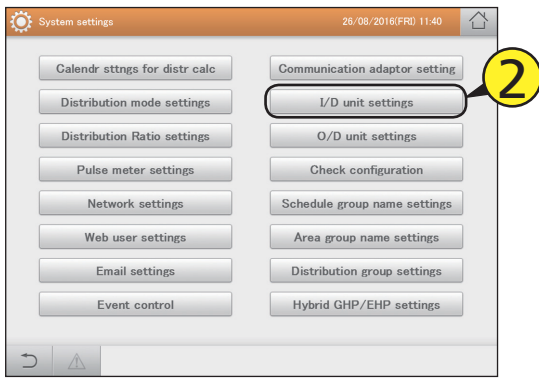 System settings
26/08/2016(FRI) 11:40
Calendr sttngs for distr calc
Communication adaptor setting
Distribution mode settings
I/D unit settings
2
Distribution Ratio settings
O/D unit settings
Pulse meter settings
Check configuration
Network settings
Schedule group name settings
Web user settings
Area group name settings
Email settings
Distribution group settings
Event control
Hybrid GHP/EHP settings